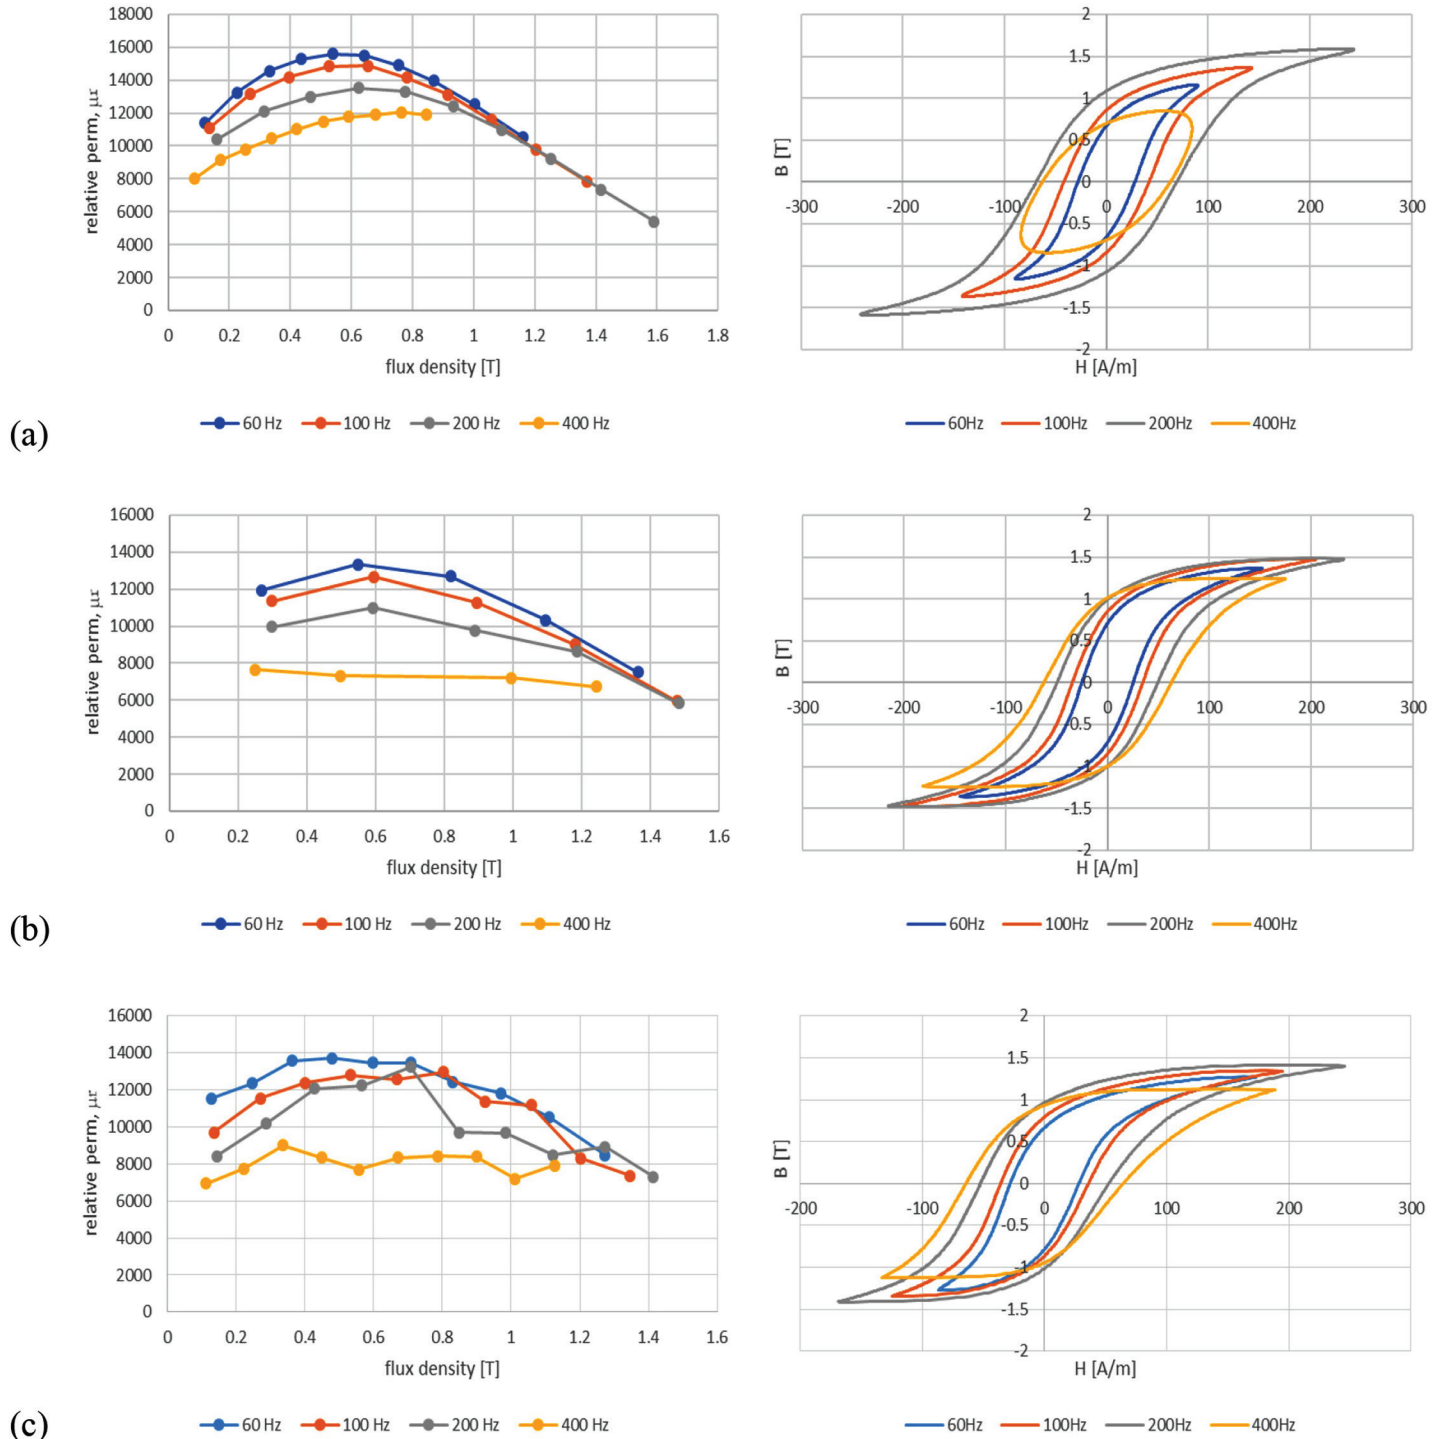 18000
16000
14000
12000
10000
8000
6000
4000
2000
0
relative perm, μr
0 0.2 0.4 0.6 0.8 1 1.2 1.4 1.6 1.8
flux density [T]
60 Hz 100 Hz 200 Hz 400 Hz
2
1.5
1
0.5
0
-0.5
-1
-1.5
-2
B [T]
-300 -200 -100 0 100 200 300
H [A/m]
60Hz 100Hz 200Hz 400Hz
(a)
16000
14000
12000
10000
8000
6000
4000
2000
0
relative perm, μr
0 0.2 0.4 0.6 0.8 1 1.2 1.4 1.6
flux density [T]
60 Hz 100 Hz 200 Hz 400 Hz
2
1.5
1
0.5
0
-0.5
-1
-1.5
-2
B [T]
-300 -200 -100 0 100 200 300
H [A/m]
60Hz 100Hz 200Hz 400Hz
(b)
16000
14000
12000
10000
8000
6000
4000
2000
0
relative perm, μr
0 0.2 0.4 0.6 0.8 1 1.2 1.4 1.6
flux density [T]
60 Hz 100 Hz 200 Hz 400 Hz
2
1.5
1
0.5
0
-0.5
-1
-1.5
-2
B [T]
-200 -100 0 100 200 300
H [A/m]
60Hz 100Hz 200Hz 400Hz
(c)